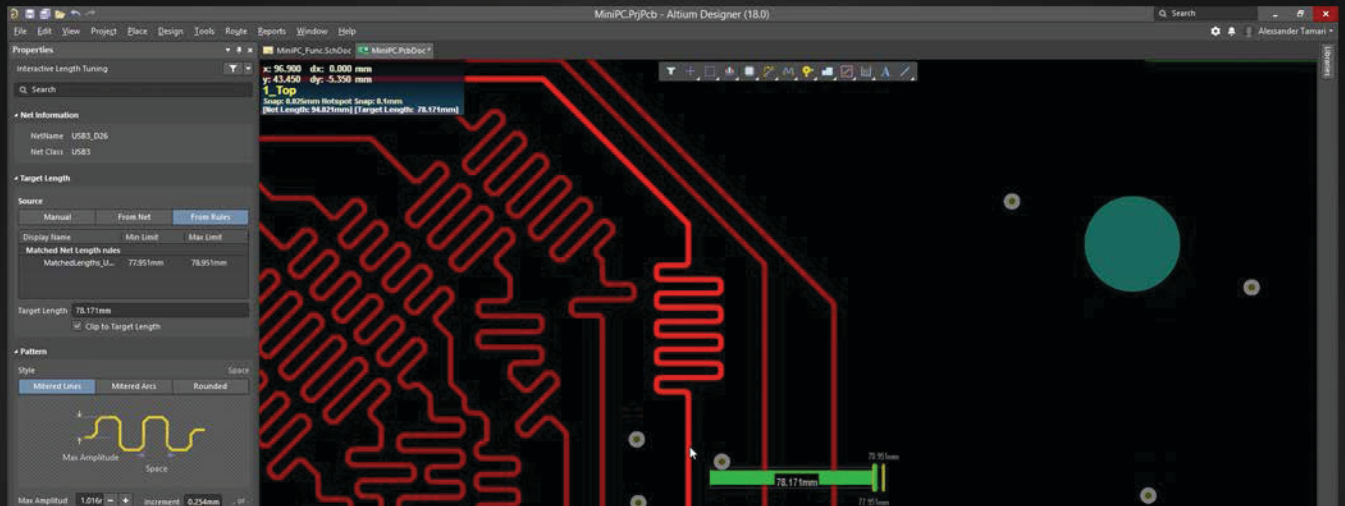 MiniPC.PrjPcb - Altium Designer (18.0)
Search
File Edit View Project Place Design Tools Route Reports Window Help
Alessander Tamari
Properties
MiniPC_Func.SchDoc
MiniPC.PcbDoc *
Libraries
Interactive Length Tuning
Search
x: 96.900 dx: 0.000 mm
y: 43.450 dy: -5.350 mm
1_Top
Snap: 0.025mm Hotspot Snap: 0.1mm
[Net Length: 94.021mm] [Target Length: 78.171mm]
Net Information
NetName USB3_D26
Net Class USB3
Target Length
Source
Manual From Net From Rules
Display Name Min Limit Max Limit
Matched Net Length rules
MatchedLengths_U... 77.951mm 78.951mm
Target Length 78.171mm
Clip to Target Length
Pattern
Style Space
Mitered Lines Mitered Arcs Rounded
Max Amplitude
Space
78.951mm
78.171mm
77.951mm
Max Amplitud 1.016r - + Increment 0.254mm